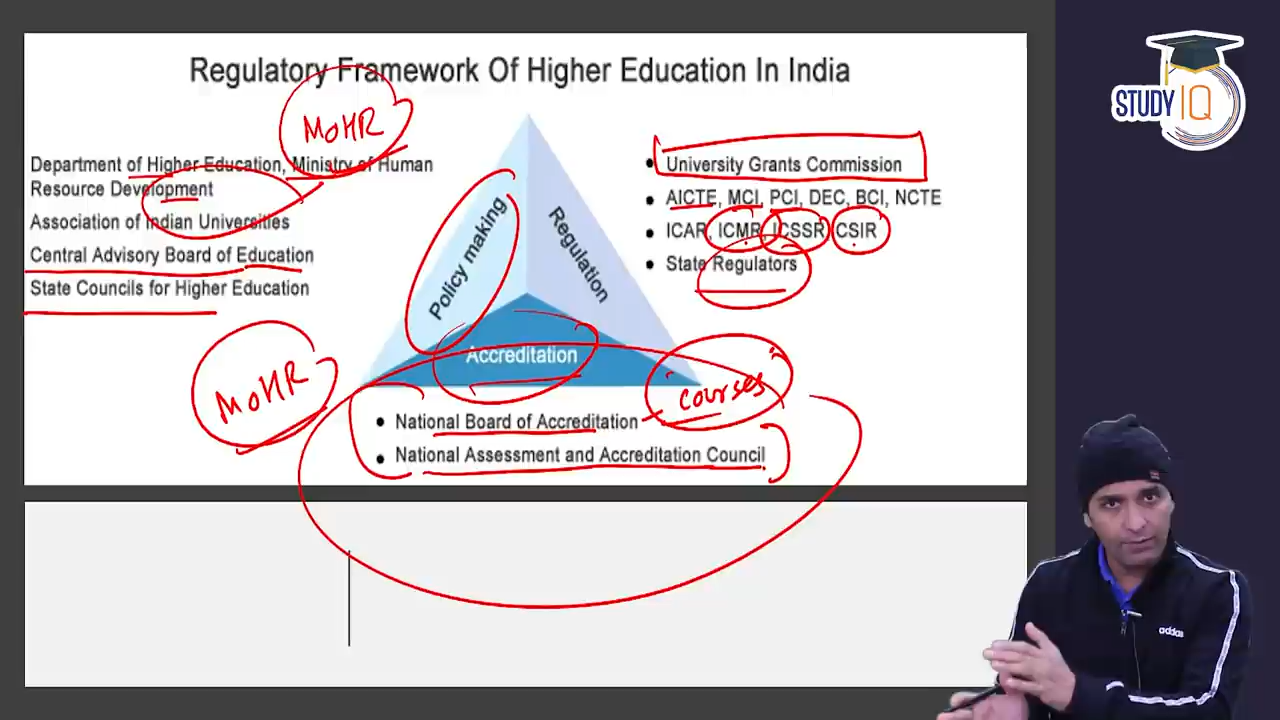 Regulatory Framework Of Higher Education In India
STUDY IQ
MoHR
Department of Higher Education, Ministry of Human
Resource Development
Association of Indian Universities
Central Advisory Board of Education
State Councils for Higher Education
Policy making
Regulation
Accreditation
• University Grants Commission
• AICTE, MCI, PCI, DEC, BCI, NCTE
• ICAR, ICMR, ICSSR, CSIR
• State Regulators
MoHR
courses
• National Board of Accreditation
• National Assessment and Accreditation Council
adidas